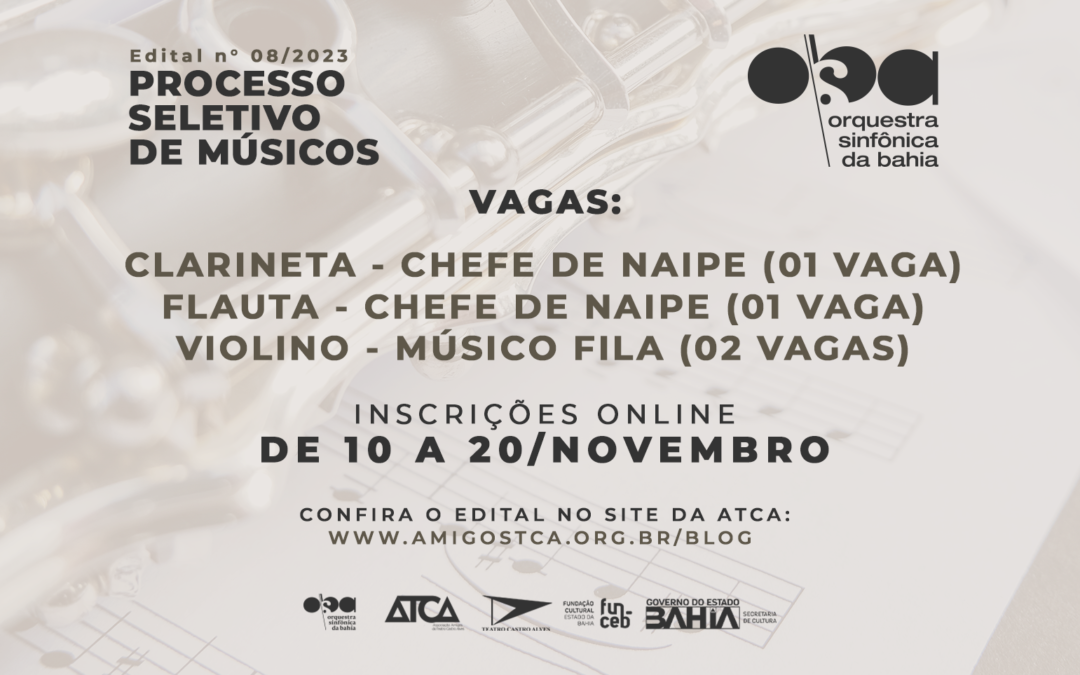 Edital nº 08/2023
PROCESSO
SELETIVO
DE MÚSICOS
orquestra
sinfônica
da bahia
VAGAS:
CLARINETA - CHEFE DE NAIPE (01 VAGA)
FLAUTA - CHEFE DE NAIPE (01 VAGA)
VIOLINO - MÚSICO FILA (02 VAGAS)
INSCRIÇÕES ONLINE
DE 10 A 20/NOVEMBRO
CONFIRA O EDITAL NO SITE DA ATCA:
WWW.AMIGOSTCA.ORG.BR/BLOG
orquestra
sinfônica
da bahia
ATCA
TEATRO CASTRO ALVES
FUNDAÇÃO
CULTURAL
ESTADO DA
BAHIA
fun-
ceb
GOVERNO DO ESTADO
BAHIA
SECRETARIA
DE CULTURA